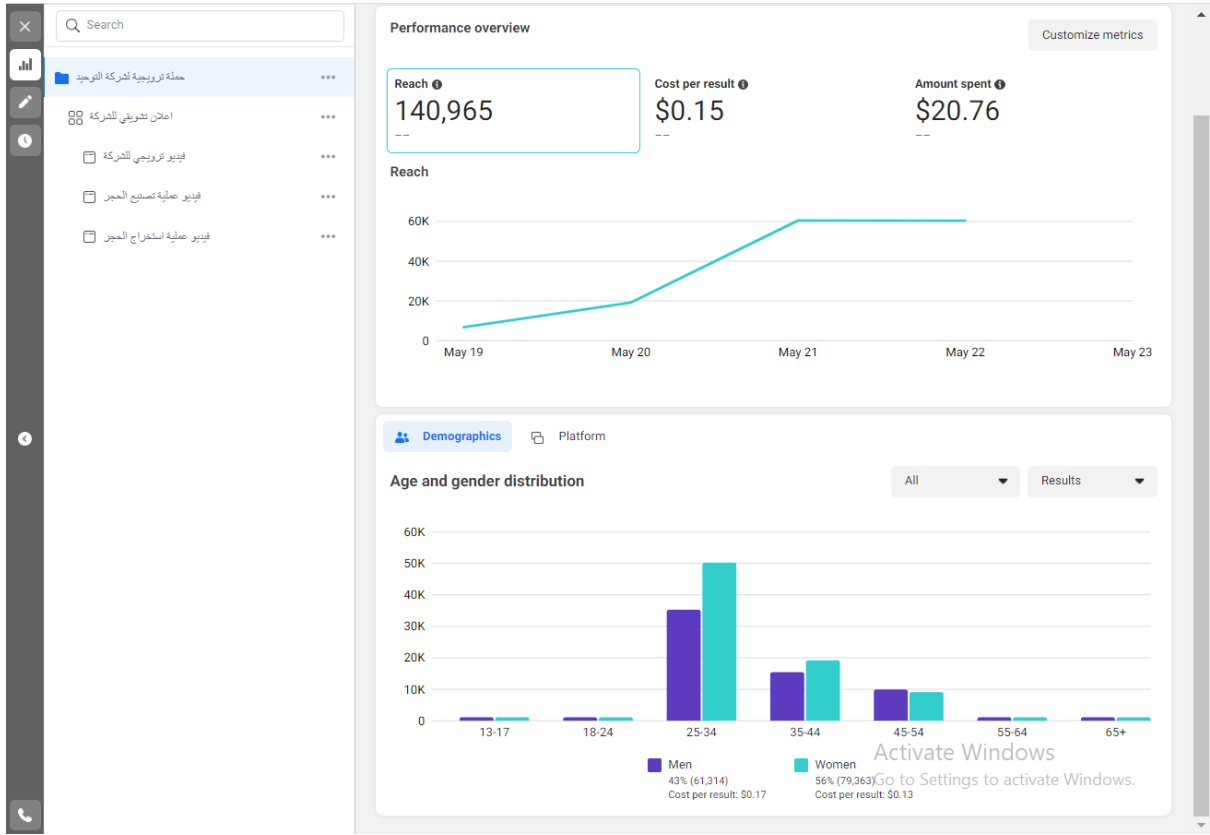 Search
حملة ترويجية لشركة التوحيد
اعلان تشويقي للشركة
فيديو ترويجي للشركة
فيديو عملية تصنيع الحجر
فيديو عملية استخراج الحجر
Performance overview
Customize metrics
Reach
140,965
--
Cost per result
$0.15
--
Amount spent
$20.76
--
Reach
60K
40K
20K
0
May 19 May 20 May 21 May 22 May 23
Demographics Platform
Age and gender distribution
All
Results
60K
50K
40K
30K
20K
10K
0
13-17 18-24 25-34 35-44 45-54 55-64 65+
Men
43% (61,314)
Cost per result: $0.17
Women
56% (79,363)
Cost per result: $0.13
Activate Windows
Go to Settings to activate Windows.